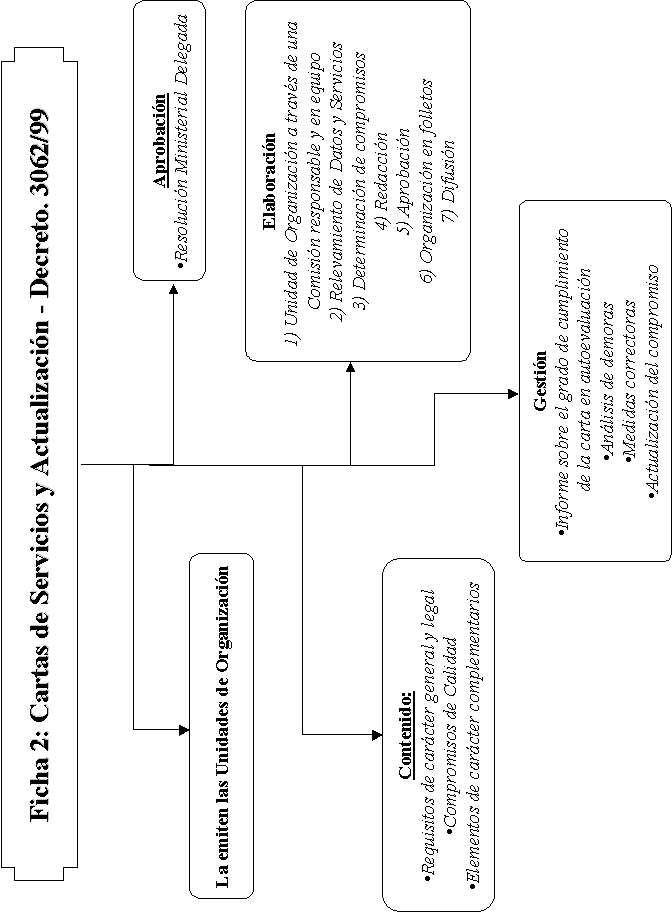 Ficha 2: Cartas de Servicios y Actualización - Decreto. 3062/99
La emiten las Unidades de Organización
Aprobación
•Resolución Ministerial Delegada
Contenido:
•Requisitos de carácter general y legal
•Compromisos de Calidad
•Elementos de carácter complementarios
Elaboración
1) Unidad de Organización a través de una
Comisión responsable y en equipo
2) Relevamiento de Datos y Servicios
3) Determinación de compromisos
4) Redacción
5) Aprobación
6) Organización en folletos
7) Difusión
Gestión
•Informe sobre el grado de cumplimiento
de la carta en autoevaluación
•Análisis de demoras
•Medidas correctoras
•Actualización del compromiso